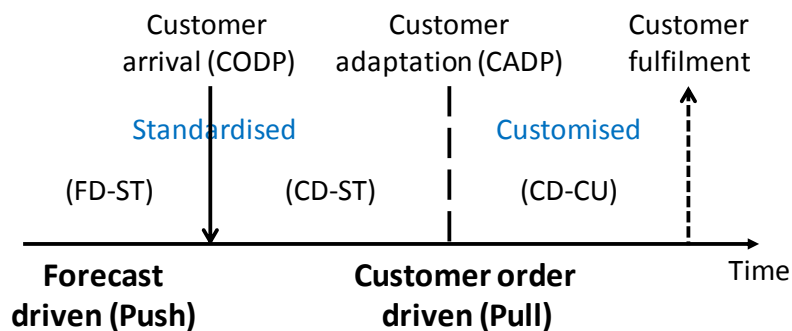 Customer
arrival (CODP)
Customer
adaptation (CADP)
Customer
fulfilment
Standardised
Customised
(FD-ST)
(CD-ST)
(CD-CU)
Forecast
driven (Push)
Customer order
driven (Pull)
Time